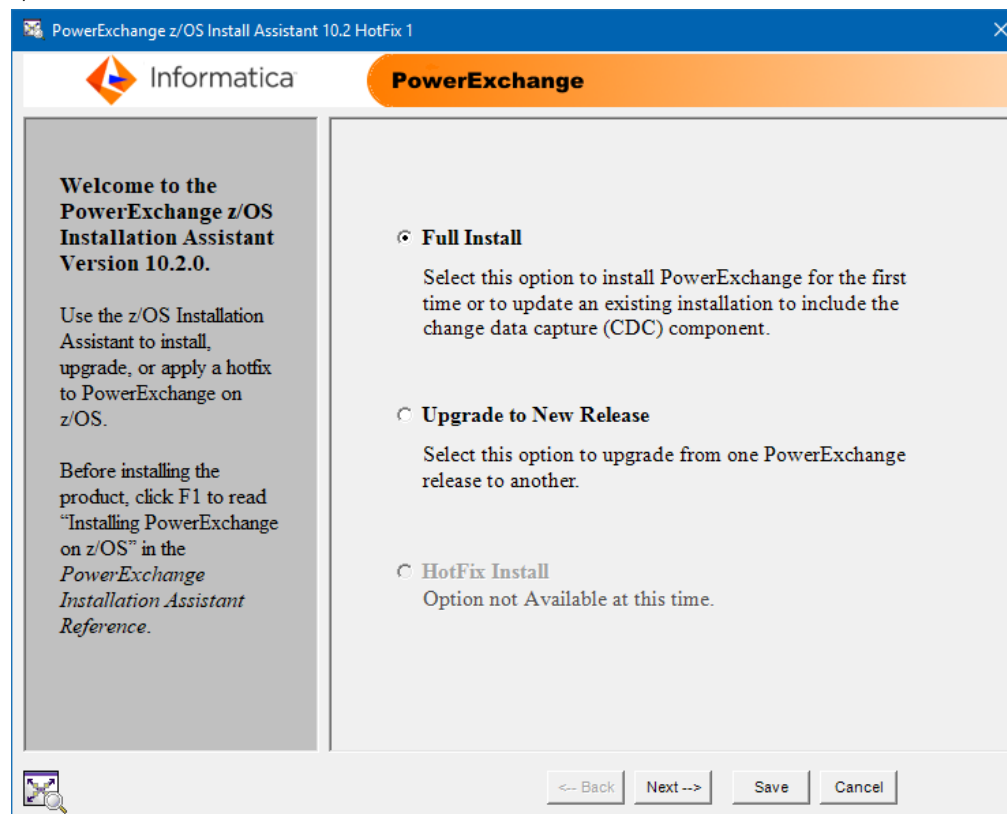 PowerExchange z/OS Install Assistant 10.2 HotFix 1
Informatica
PowerExchange
Welcome to the
PowerExchange z/OS
Installation Assistant
Version 10.2.0.
Use the z/OS Installation
Assistant to install,
upgrade, or apply a hotfix
to PowerExchange on
z/OS.
Before installing the
product, click F1 to read
“Installing PowerExchange
on z/OS” in the
PowerExchange
Installation Assistant
Reference.
Full Install
Select this option to install PowerExchange for the first
time or to update an existing installation to include the
change data capture (CDC) component.
Upgrade to New Release
Select this option to upgrade from one PowerExchange
release to another.
HotFix Install
Option not Available at this time.
<-- Back
Next-->
Save
Cancel